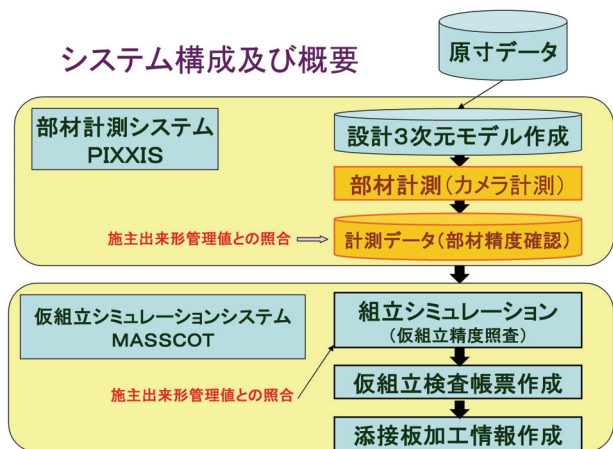 システム構成及び概要
原寸データ
部材計測システム
PIXXIS
設計3次元モデル作成
部材計測(カメラ計測)
施主出来形管理値との照合
計測データ(部材精度確認)
仮組立シミュレーションシステム
MASSCOT
組立シミュレーション
(仮組立精度照査)
施主出来形管理値との照合
仮組立検査帳票作成
添接板加工情報作成